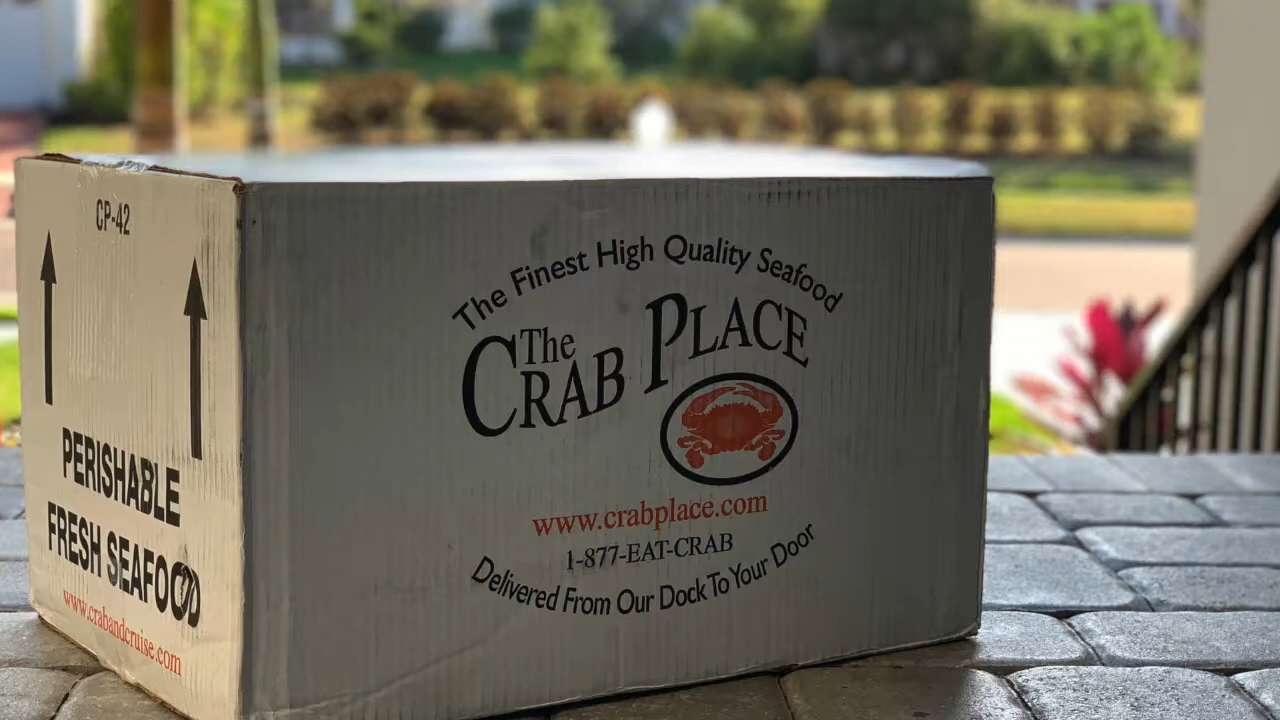 CP-42
PERISHABLE
FRESH SEAFOOD
www.crabandcruise.com
The Finest High Quality Seafood
The
CRAB PLACE
www.crabplace.com
1-877-EAT-CRAB
Delivered From Our Dock To Your Door